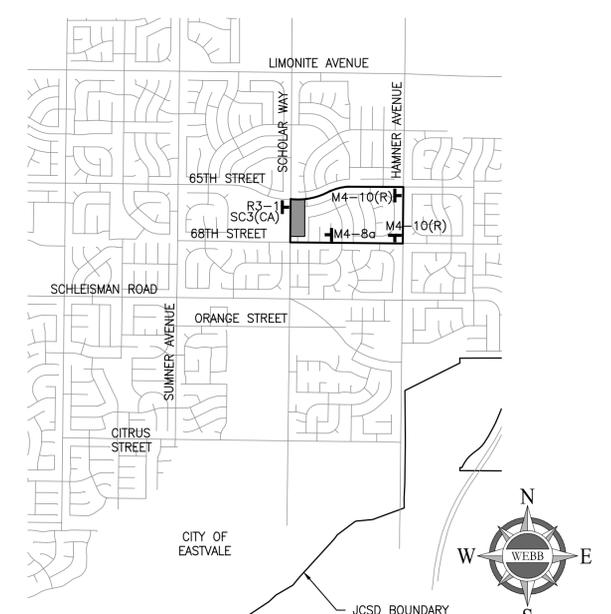 LIMONITE AVENUE
SCHOLAR WAY
HAMNER AVENUE
65TH STREET
R3-1
SC3(CA)
M4-10(R)
M4-10(R)
M4-8a
68TH STREET
SCHLEISMAN ROAD
ORANGE STREET
SUMNER AVENUE
CITRUS
STREET
CITY OF
EASTVALE
JCSD BOUNDARY
N
W
WEBB
E
S